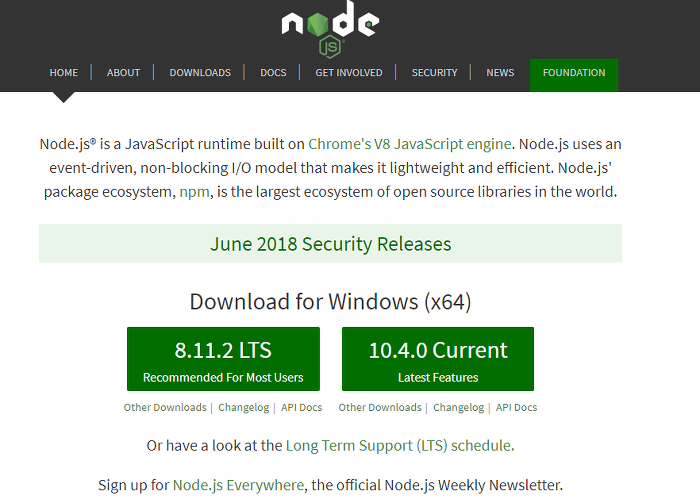 node
JS
HOME ABOUT DOWNLOADS DOCS GET INVOLVED SECURITY NEWS FOUNDATION
Node.js® is a JavaScript runtime built on Chrome's V8 JavaScript engine. Node.js uses an
event-driven, non-blocking I/O model that makes it lightweight and efficient. Node.js'
package ecosystem, npm, is the largest ecosystem of open source libraries in the world.
June 2018 Security Releases
Download for Windows (x64)
8.11.2 LTS 10.4.0 Current
Recommended For Most Users Latest Features
Other Downloads | Changelog | API Docs Other Downloads | Changelog | API Docs
Or have a look at the Long Term Support (LTS) schedule.
Sign up for Node.js Everywhere, the official Node.js Weekly Newsletter.